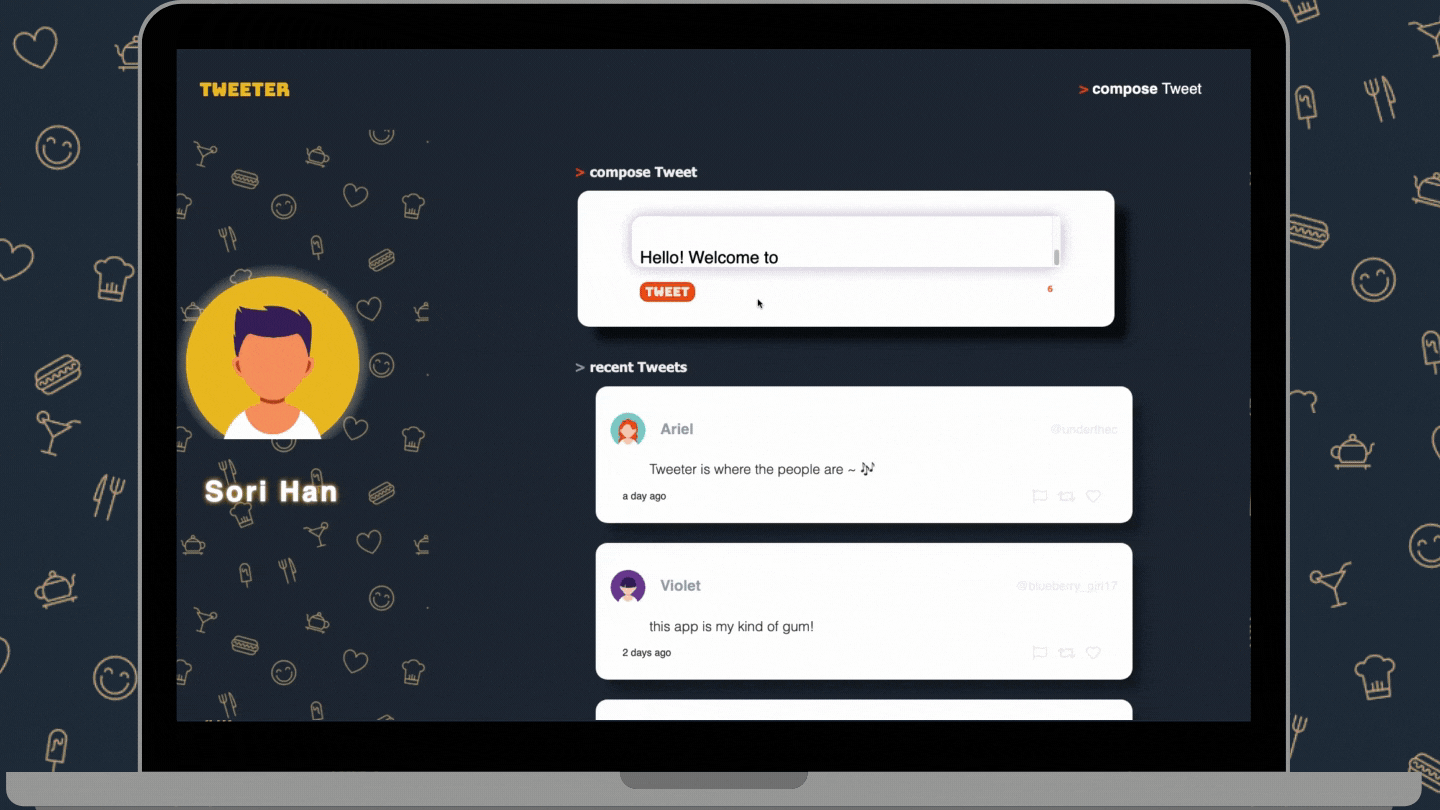 TWEETER
> compose Tweet
> compose Tweet
Hello! Welcome to
TWEET
6
> recent Tweets
Ariel
@underthec
Tweeter is where the people are ~ 🎶
a day ago
Violet
@blueberry_girl17
this app is my kind of gum!
2 days ago
Sori Han